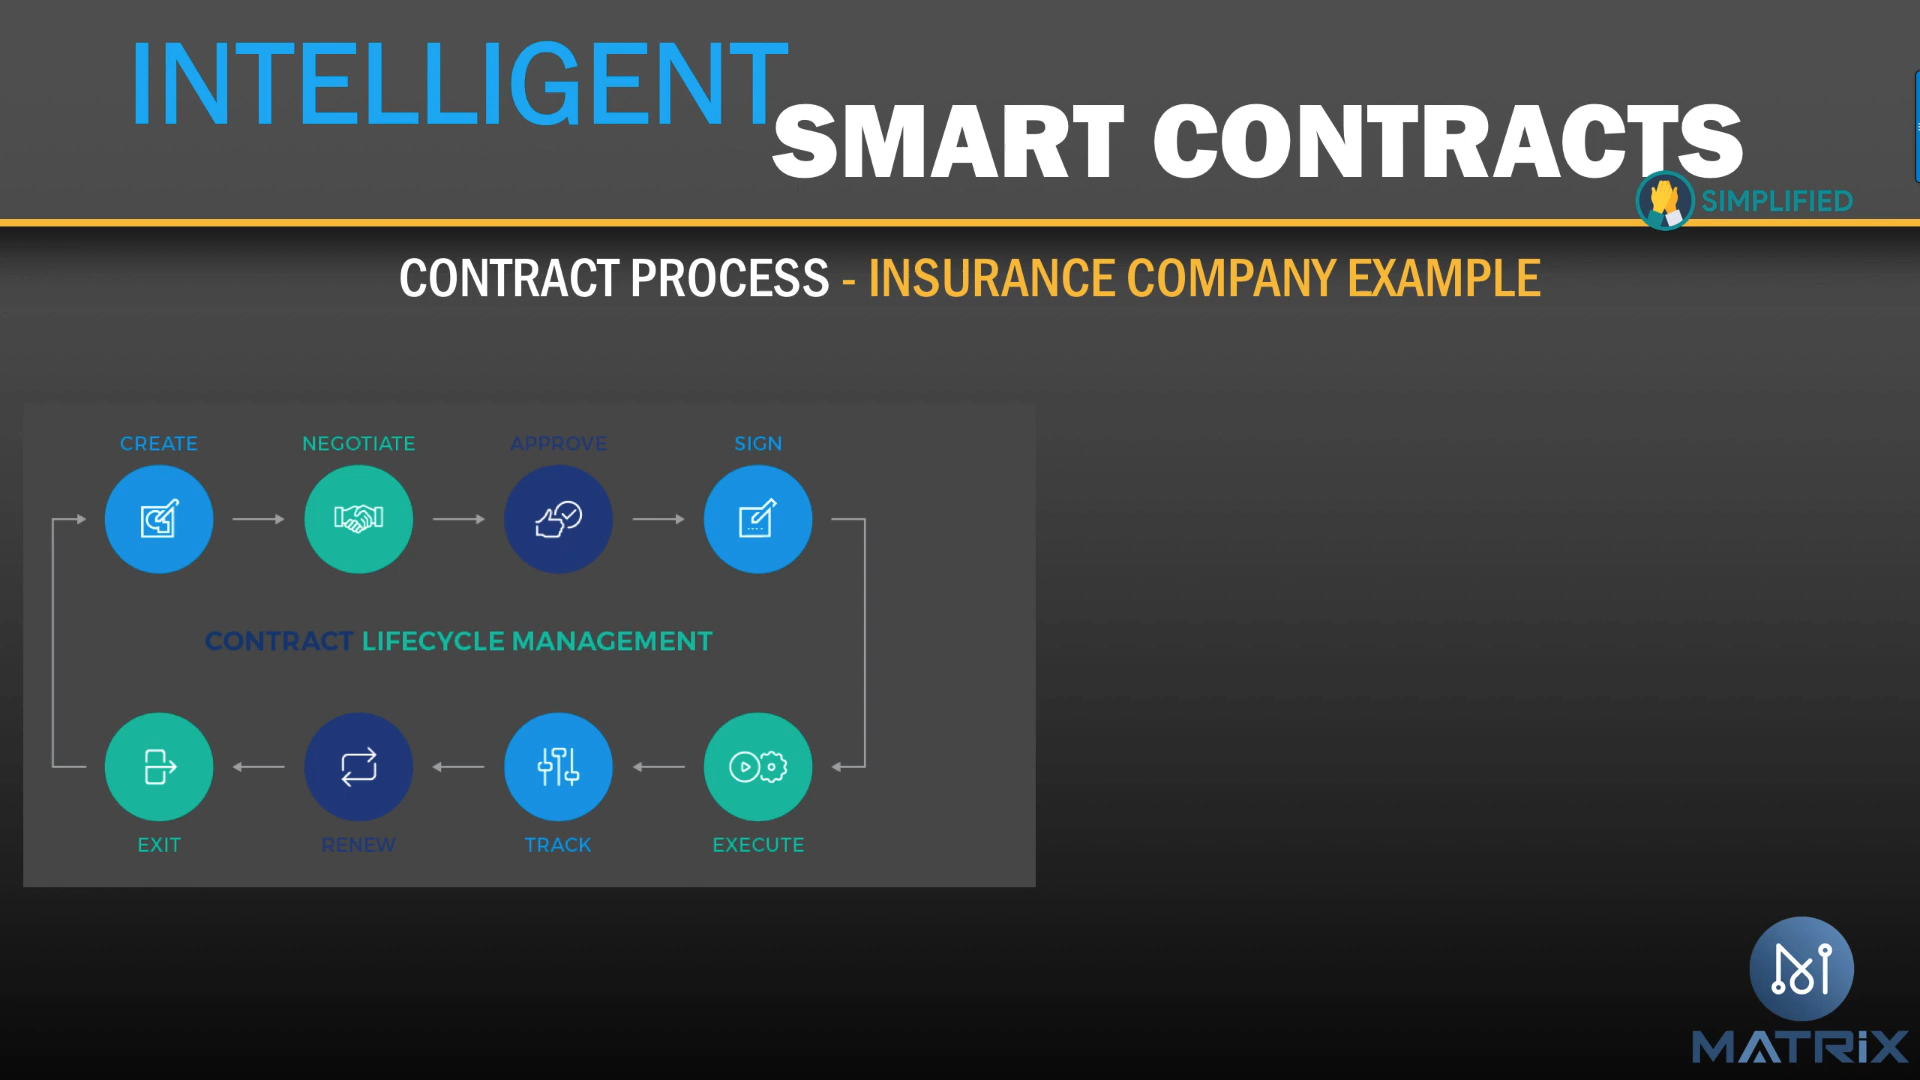 INTELLIGENT
SMART CONTRACTS
SIMPLIFIED
CONTRACT PROCESS - INSURANCE COMPANY EXAMPLE
CREATE NEGOTIATE APPROVE SIGN
CONTRACT LIFECYCLE MANAGEMENT
EXIT RENEW TRACK EXECUTE
MATRiX